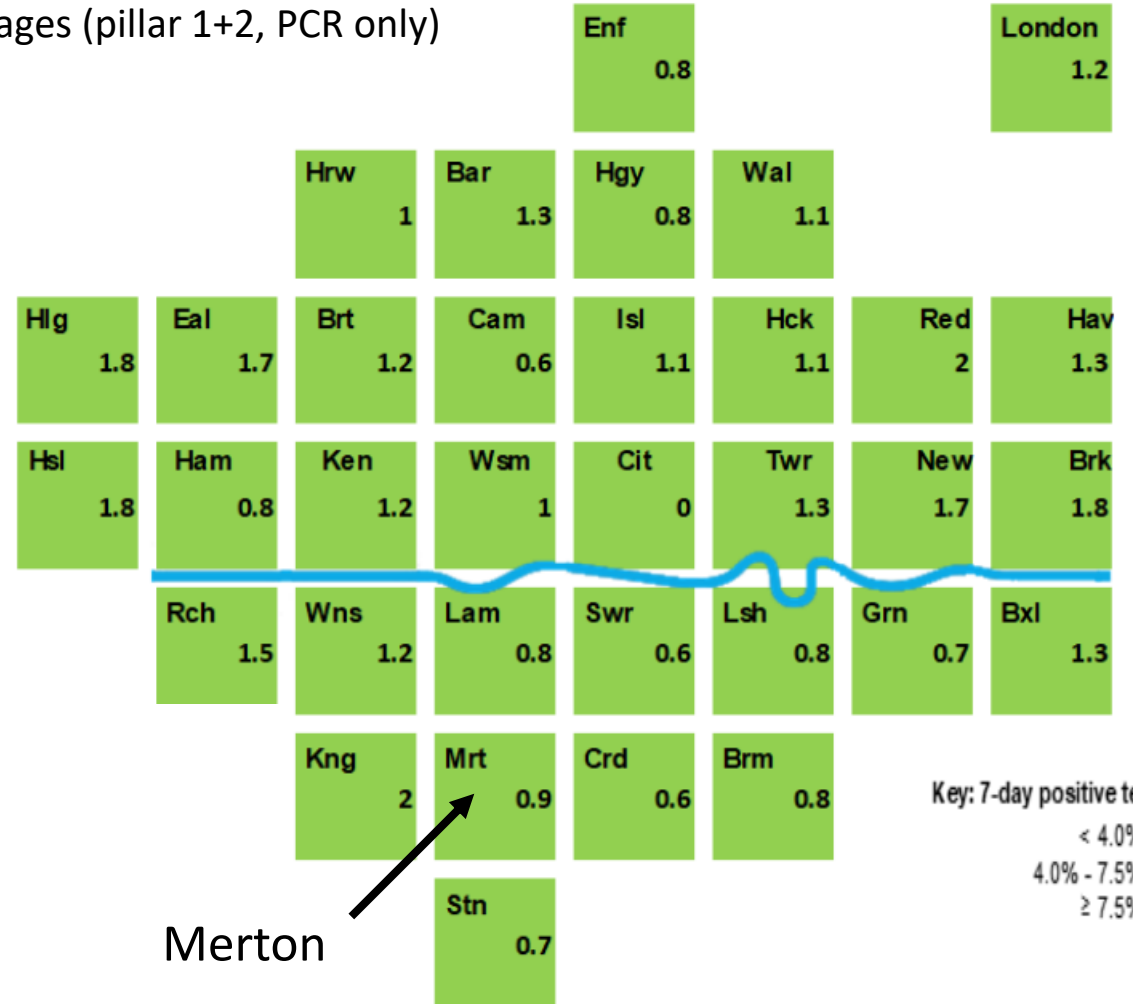 ages (pillar 1+2, PCR only)
Enf
0.8
London
1.2
Hrw
1
Bar
1.3
Hgy
0.8
Wal
1.1
Hlg
1.8
Eal
1.7
Brt
1.2
Cam
0.6
Isl
1.1
Hck
1.1
Red
2
Hav
1.3
Hsl
1.8
Ham
0.8
Ken
1.2
Wsm
1
Cit
0
Twr
1.3
New
1.7
Brk
1.8
Rch
1.5
Wns
1.2
Lam
0.8
Swr
0.6
Lsh
0.8
Grn
0.7
Bxl
1.3
Kng
2
Mrt
0.9
Crd
0.6
Brm
0.8
Key: 7-day positive te
< 4.0%
4.0% - 7.5%
≥ 7.5%
Stn
0.7
Merton